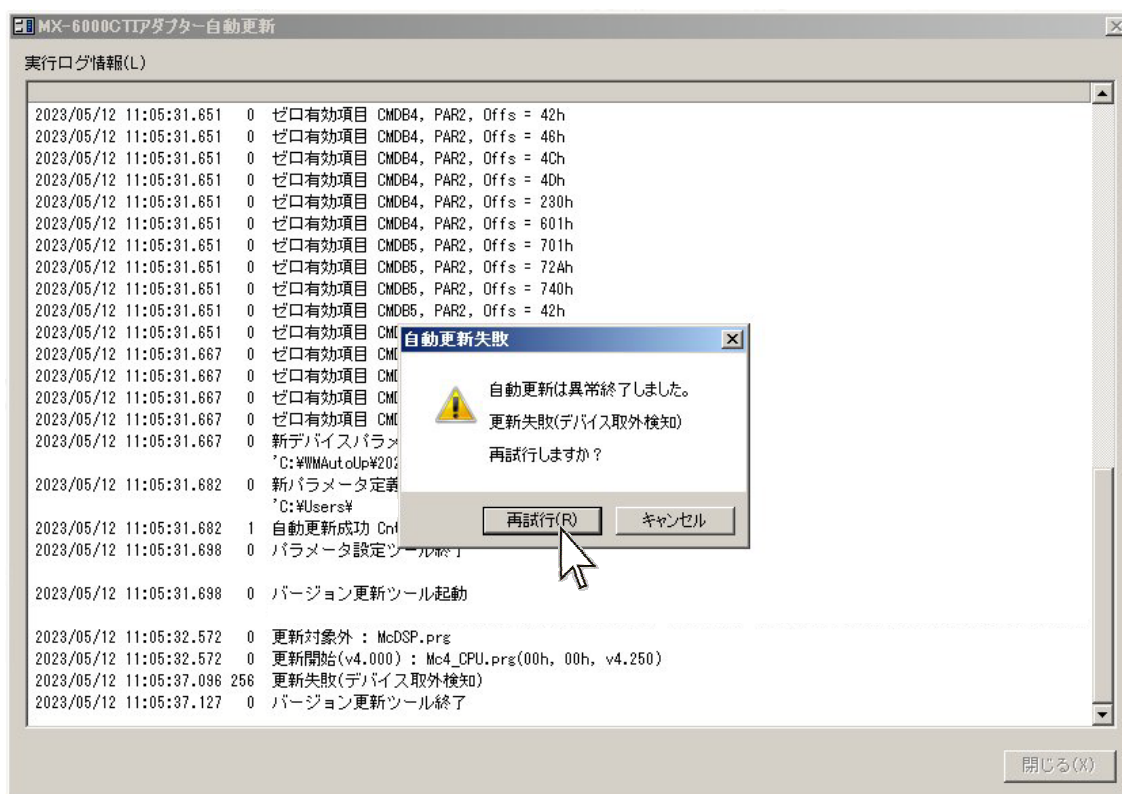 MX-6000CTIアダプター自動更新
実行ログ情報(L)
2023/05/12 11:05:31.651 0 ゼロ有効項目 CMDB4, PAR2, Offs = 42h
2023/05/12 11:05:31.651 0 ゼロ有効項目 CMDB4, PAR2, Offs = 46h
2023/05/12 11:05:31.651 0 ゼロ有効項目 CMDB4, PAR2, Offs = 4Ch
2023/05/12 11:05:31.651 0 ゼロ有効項目 CMDB4, PAR2, Offs = 4Dh
2023/05/12 11:05:31.651 0 ゼロ有効項目 CMDB4, PAR2, Offs = 230h
2023/05/12 11:05:31.651 0 ゼロ有効項目 CMDB4, PAR2, Offs = 601h
2023/05/12 11:05:31.651 0 ゼロ有効項目 CMDB5, PAR2, Offs = 701h
2023/05/12 11:05:31.651 0 ゼロ有効項目 CMDB5, PAR2, Offs = 72Ah
2023/05/12 11:05:31.651 0 ゼロ有効項目 CMDB5, PAR2, Offs = 740h
2023/05/12 11:05:31.651 0 ゼロ有効項目 CMDB5, PAR2, Offs = 42h
2023/05/12 11:05:31.651 0 ゼロ有効項目
2023/05/12 11:05:31.667 0 ゼロ有効項目
2023/05/12 11:05:31.667 0 ゼロ有効項目
2023/05/12 11:05:31.667 0 ゼロ有効項目
2023/05/12 11:05:31.667 0 ゼロ有効項目
2023/05/12 11:05:31.667 0 新デバイスパラメ
'C:¥WMAutoUp¥202
2023/05/12 11:05:31.682 0 新パラメータ定義
'C:¥Users¥
2023/05/12 11:05:31.682 1 自動更新成功 Cnt
2023/05/12 11:05:31.698 0 パラメータ設定ツール終了
2023/05/12 11:05:31.698 0 バージョン更新ツール起動
2023/05/12 11:05:32.572 0 更新対象外 : McDSP.prg
2023/05/12 11:05:32.572 0 更新開始(v4.000) : Mc4_CPU.prg(00h, 00h, v4.250)
2023/05/12 11:05:37.096 256 更新失敗(デバイス取外検知)
2023/05/12 11:05:37.127 0 バージョン更新ツール終了
自動更新失敗
自動更新は異常終了しました。
更新失敗(デバイス取外検知)
再試行しますか？
再試行(R)
キャンセル
閉じる(X)